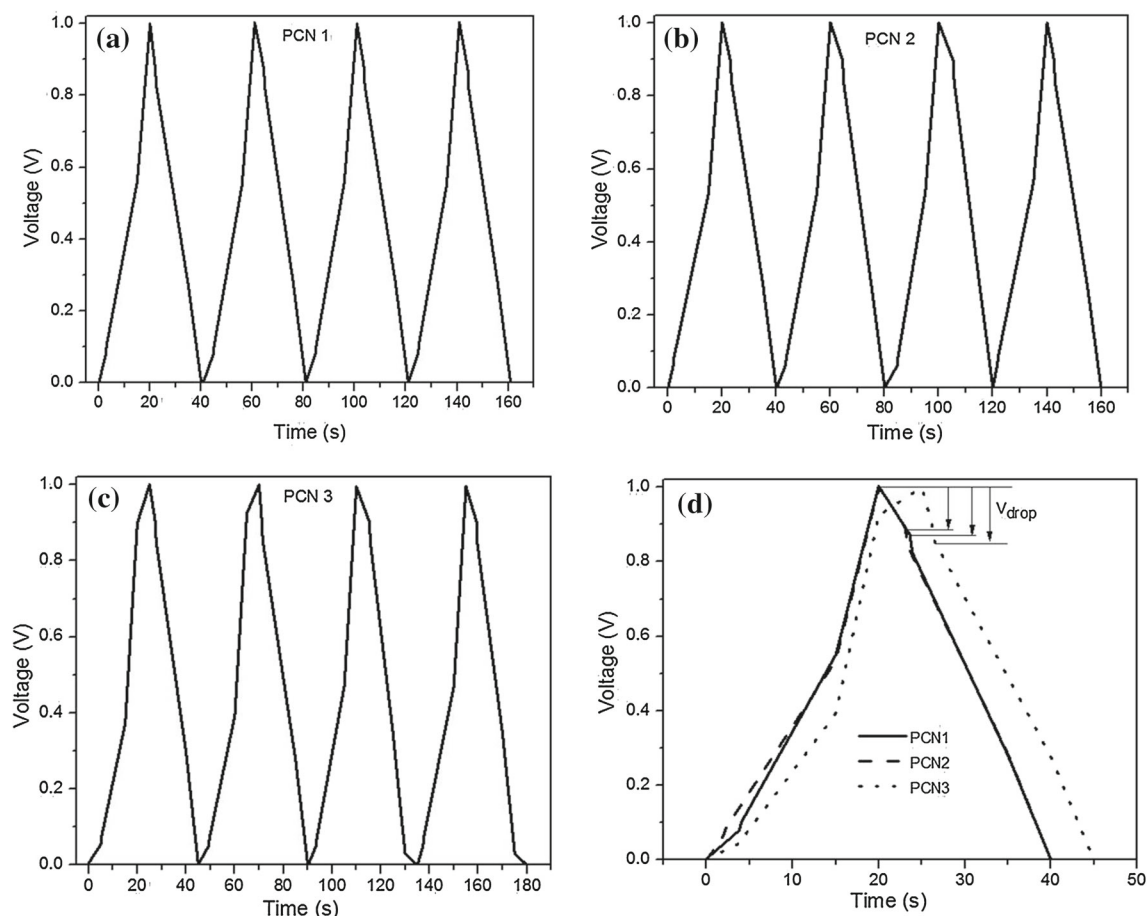 (a)
PCN 1
1.0
0.8
0.6
0.4
0.2
0.0
Voltage (V)
0 20 40 60 80 100 120 140 160
Time (s)
(b)
PCN 2
1.0
0.8
0.6
0.4
0.2
0.0
Voltage (V)
0 20 40 60 80 100 120 140 160
Time (s)
(c)
PCN 3
1.0
0.8
0.6
0.4
0.2
0.0
Voltage (V)
0 20 40 60 80 100 120 140 160 180
Time (s)
(d)
Vdrop
1.0
0.8
0.6
0.4
0.2
0.0
Voltage (V)
PCN1
PCN2
PCN3
0 10 20 30 40 50
Time (s)